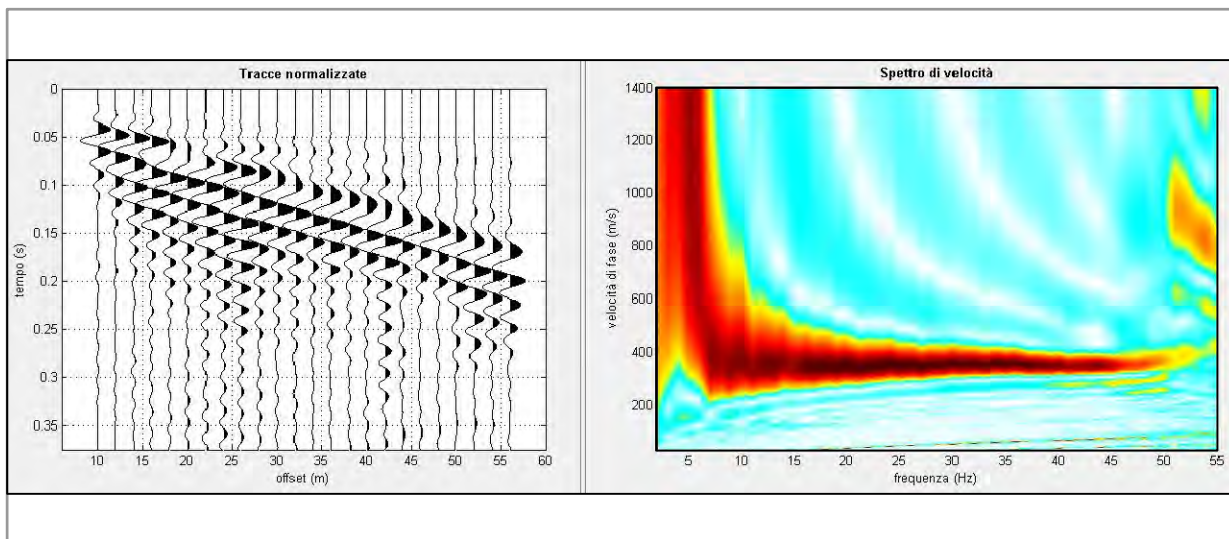 Tracce normalizzate
0
0.05
0.1
0.15
0.2
0.25
0.3
0.35
tempo (s)
10 15 20 25 30 35 40 45 50 55 60
offset (m)
Spettro di velocità
1400
1200
1000
800
600
400
200
velocità di fase (m/s)
5 10 15 20 25 30 35 40 45 50 55
frequenza (Hz)